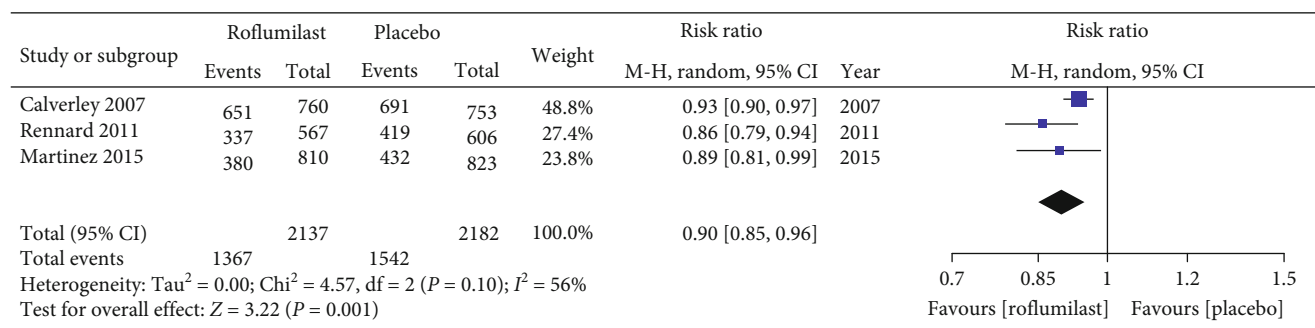 Study or subgroup Roflumilast Placebo Weight Risk ratio Risk ratio
Events Total Events Total M-H, random, 95% CI Year M-H, random, 95% CI
Calverley 2007 651 760 691 753 48.8% 0.93 [0.90, 0.97] 2007
Rennard 2011 337 567 419 606 27.4% 0.86 [0.79, 0.94] 2011
Martinez 2015 380 810 432 823 23.8% 0.89 [0.81, 0.99] 2015
Total (95% CI) 2137 2182 100.0% 0.90 [0.85, 0.96]
Total events 1367 1542
Heterogeneity: Tau² = 0.00; Chi² = 4.57, df = 2 (P = 0.10); I² = 56%
Test for overall effect: Z = 3.22 (P = 0.001)
0.7 0.85 1 1.2 1.5
Favours [roflumilast] Favours [placebo]